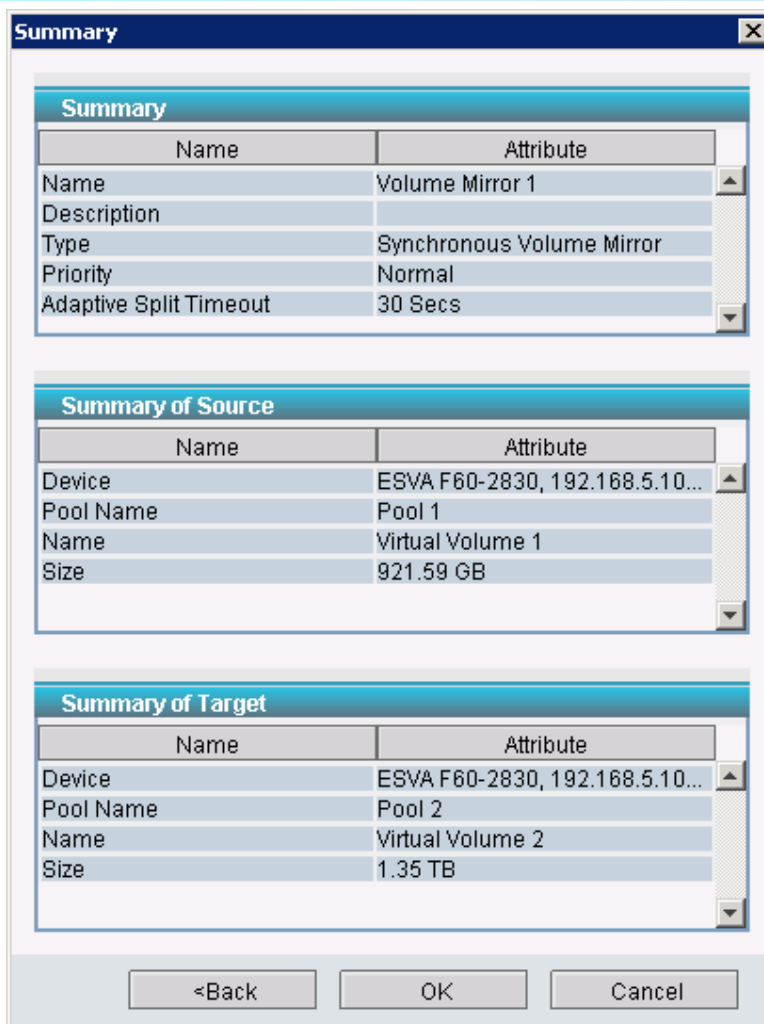 Summary
Summary
Name Attribute
Name Volume Mirror 1
Description
Type Synchronous Volume Mirror
Priority Normal
Adaptive Split Timeout 30 Secs
Summary of Source
Name Attribute
Device ESVA F60-2830, 192.168.5.10...
Pool Name Pool 1
Name Virtual Volume 1
Size 921.59 GB
Summary of Target
Name Attribute
Device ESVA F60-2830, 192.168.5.10...
Pool Name Pool 2
Name Virtual Volume 2
Size 1.35 TB
<Back OK Cancel